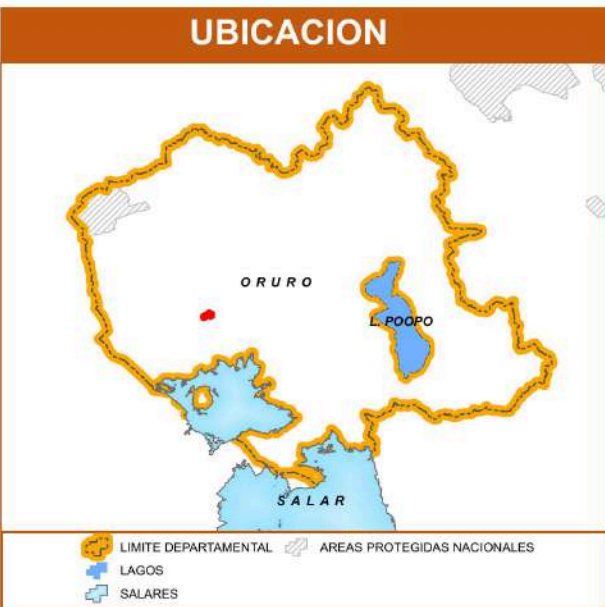 UBICACION
ORURO
L. POOPO
SALAR
LIMITE DEPARTAMENTAL
AREAS PROTEGIDAS NACIONALES
LAGOS
SALARES